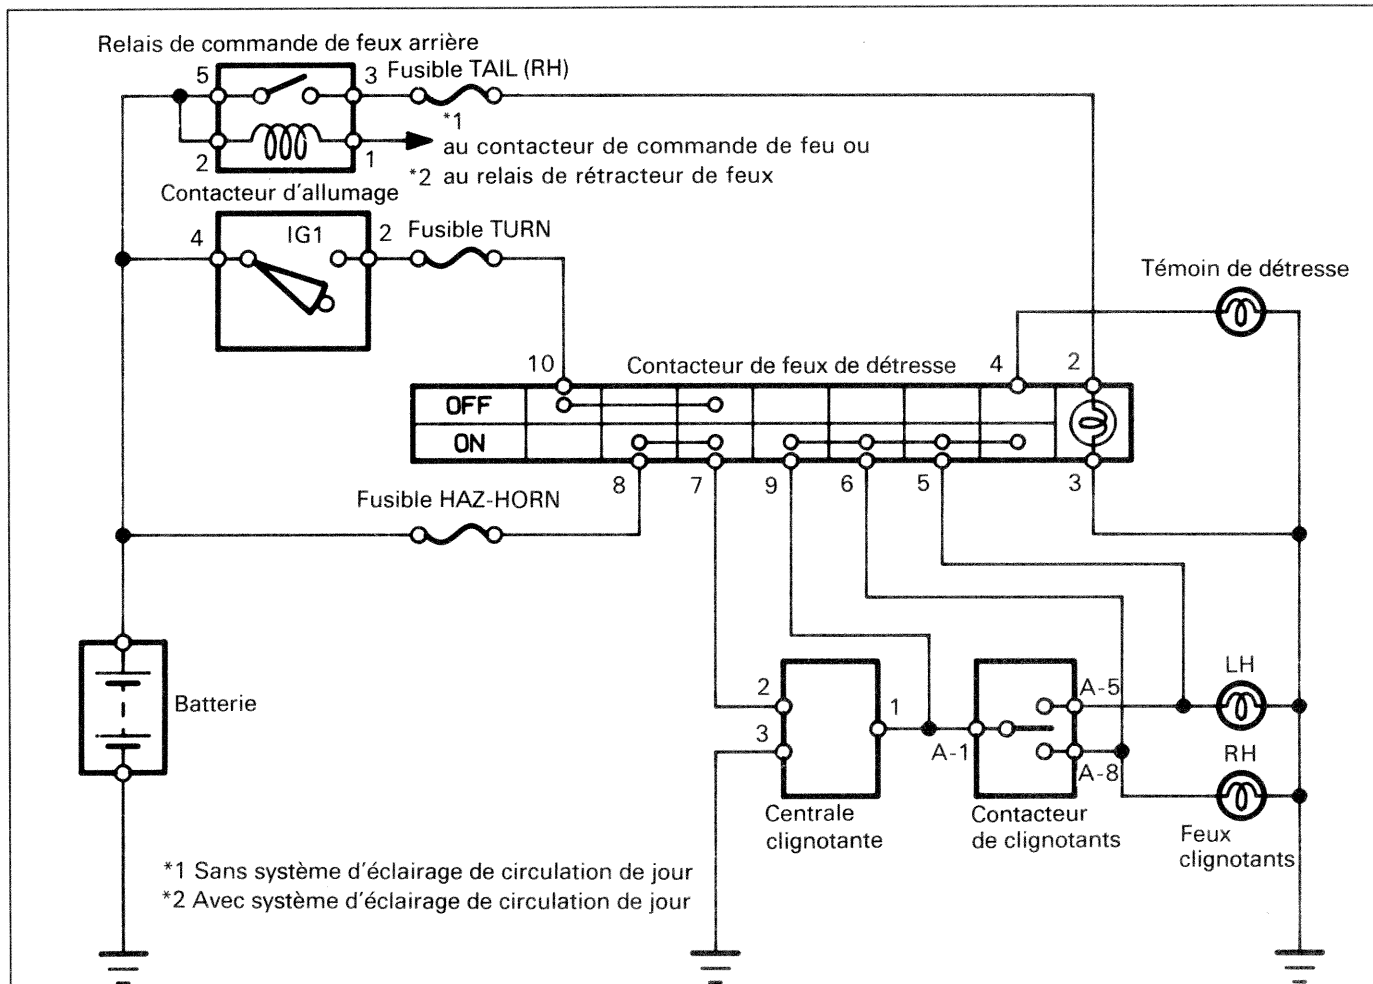 Relais de commande de feux arrière
5
3
Fusible TAIL (RH)
*1
au contacteur de commande de feu ou
2
1
*2 au relais de rétracteur de feux
Contacteur d'allumage
4
IG1
2
Fusible TURN
Témoin de détresse
10
Contacteur de feux de détresse
4
2
OFF
ON
8
7
9
6
5
3
Fusible HAZ-HORN
Batterie
2
3
1
A-1
A-5
A-8
LH
RH
Centrale
clignotante
Contacteur
de clignotants
Feux
clignotants
*1 Sans système d'éclairage de circulation de jour
*2 Avec système d'éclairage de circulation de jour